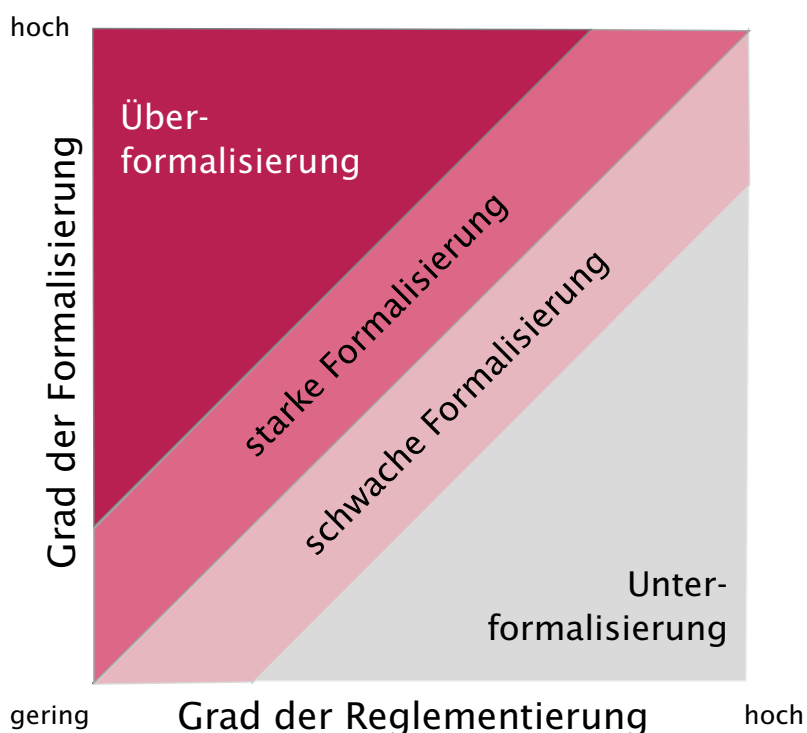 hoch
Über-
formalisierung
Grad der Formalisierung
starke Formalisierung
schwache Formalisierung
Unter-
formalisierung
gering
Grad der Reglementierung
hoch